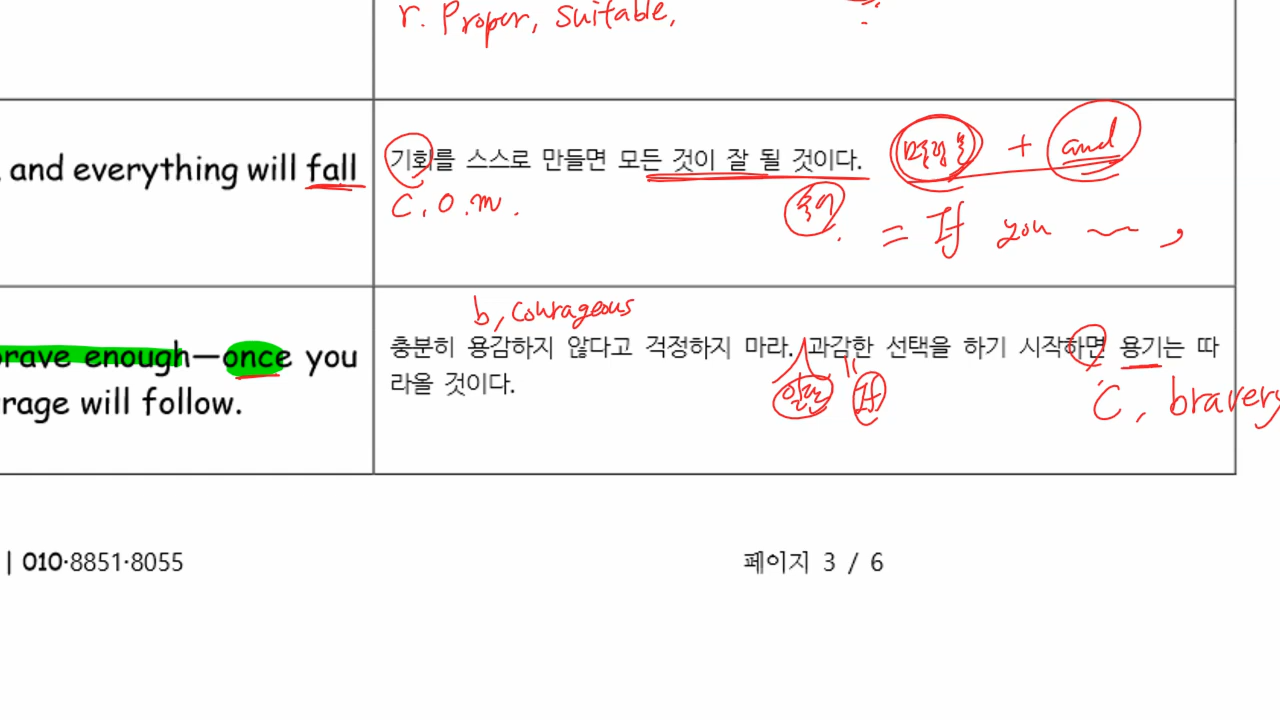 r. Proper, suitable,
, and everything will fall
기회를 스스로 만들면 모든 것이 잘 될 것이다.
명령문 + and
C.O.M.
숙어
= If you ~ ,
b, courageous
brave enough—once you
rage will follow.
충분히 용감하지 않다고 걱정하지 마라. 과감한 선택을 하기 시작하면 용기는 따
라올 것이다.
일단
If
C, bravery
| 010·8851·8055
페이지 3 / 6